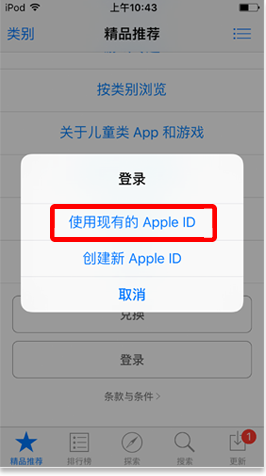 iPod 上午10:43
类别 精品推荐
按类别浏览
关于儿童类 App 和游戏
登录
使用现有的 Apple ID
创建新 Apple ID
取消
兑换
登录
条款与条件 >
精品推荐 排行榜 探索 搜索 更新
1